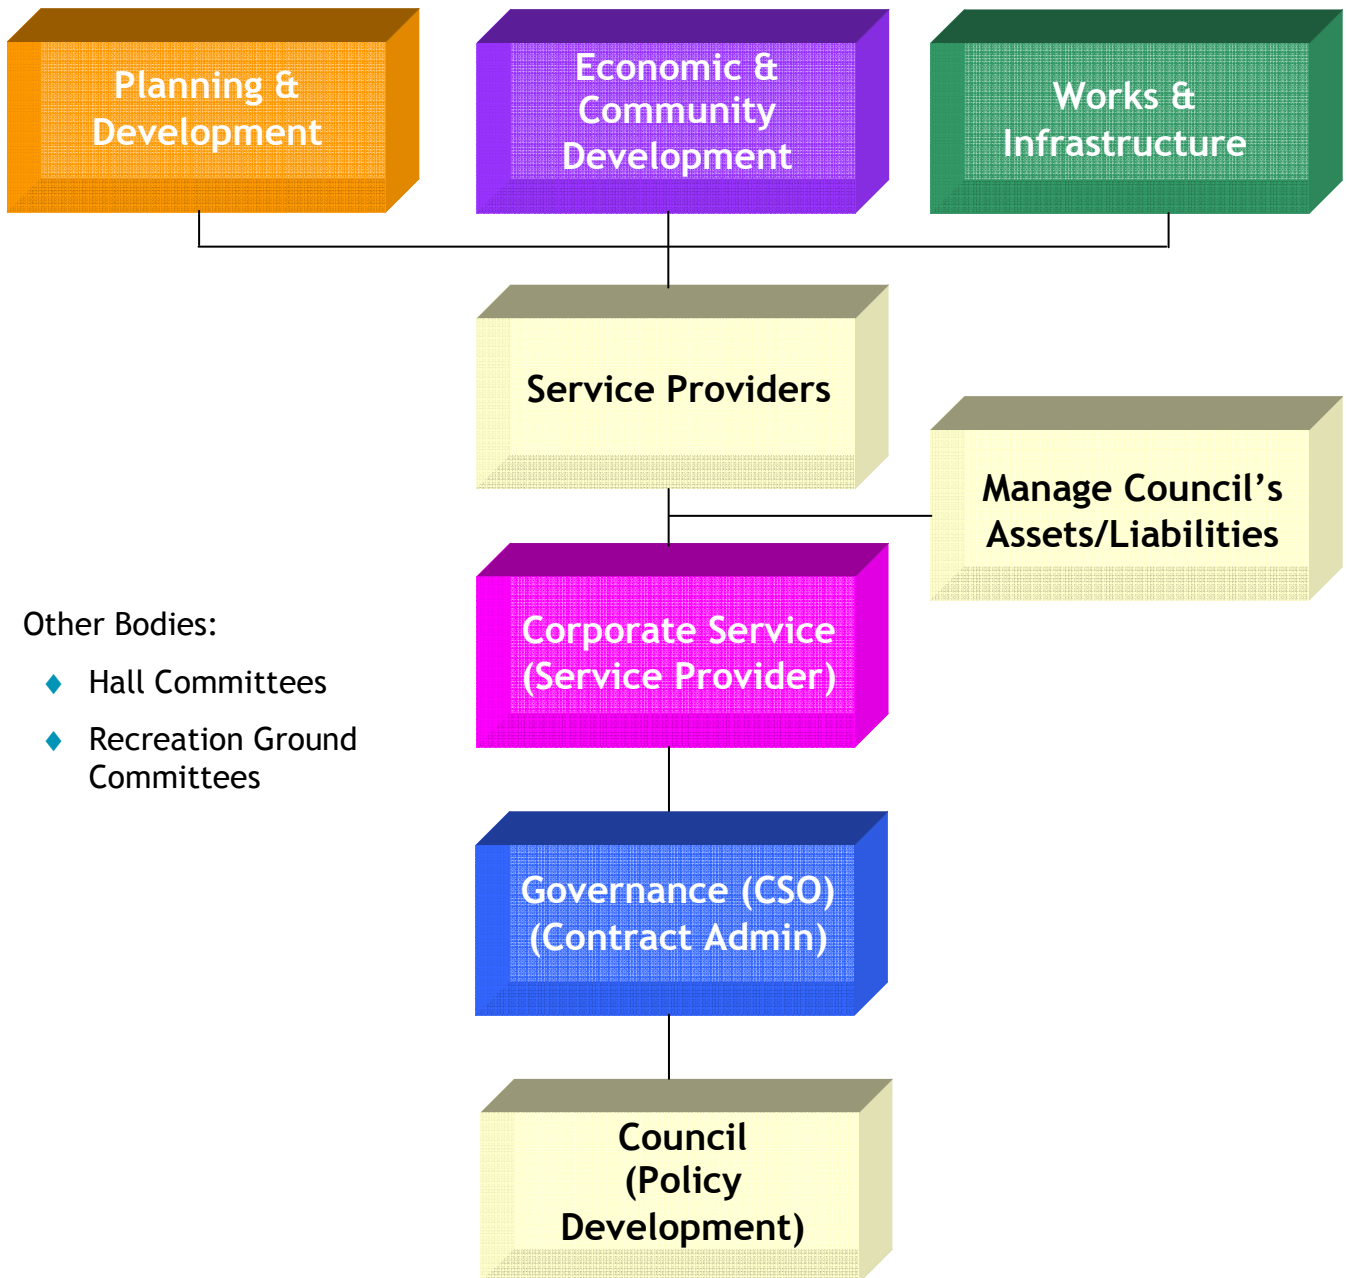 Planning &
Development
Economic &
Community
Development
Works &
Infrastructure
Service Providers
Manage Council’s
Assets/Liabilities
Corporate Service
(Service Provider)
Other Bodies:
Hall Committees
Recreation Ground
Committees
Governance (CSO)
(Contract Admin)
Council
(Policy
Development)